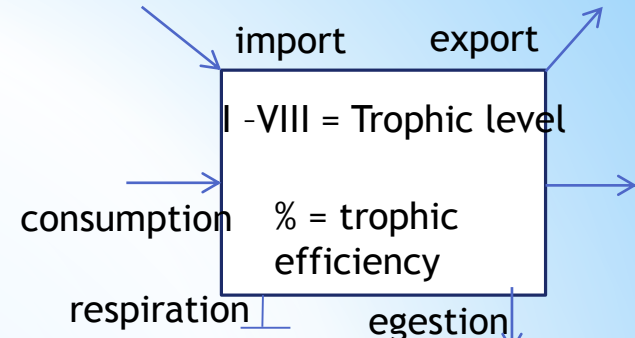 import
export
I –VIII = Trophic level
consumption
% = trophic
efficiency
respiration
egestion